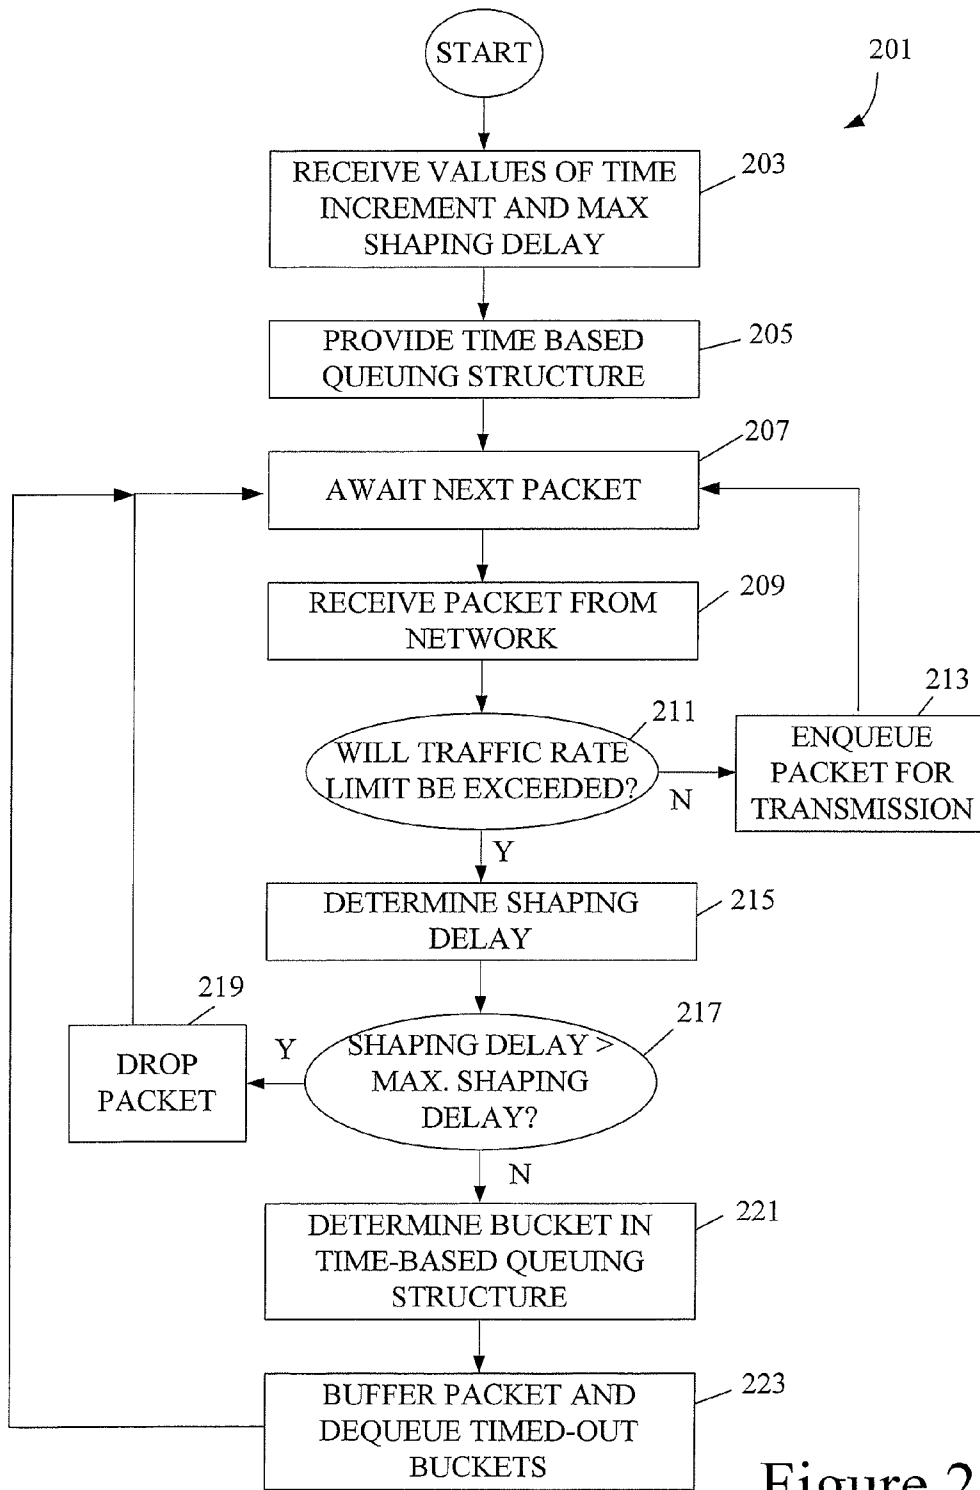 START
201
RECEIVE VALUES OF TIME
INCREMENT AND MAX
SHAPING DELAY
203
PROVIDE TIME BASED
QUEUING STRUCTURE
205
207
AWAIT NEXT PACKET
RECEIVE PACKET FROM
NETWORK
209
WILL TRAFFIC RATE
LIMIT BE EXCEEDED?
211
N
213
ENQUEUE
PACKET FOR
TRANSMISSION
Y
DETERMINE SHAPING
DELAY
215
SHAPING DELAY >
MAX. SHAPING
DELAY?
217
Y
219
DROP
PACKET
N
DETERMINE BUCKET IN
TIME-BASED QUEUING
STRUCTURE
221
BUFFER PACKET AND
DEQUEUE TIMED-OUT
BUCKETS
223
Figure 2